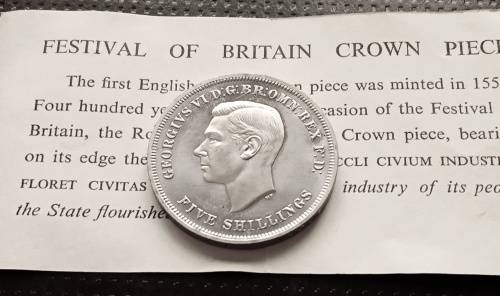 FESTIVAL OF BRITAIN CROWN PIEC
The first English piece was minted in 155
Four hundred ye casion of the Festival
Britain, the Ro Crown piece, beari
on its edge the CCLI CIVIUM INDUSTR
FLORET CIVITAS industry of its peo
the State flourishe
GEORGIVS VI D:G:BR:OMN:REX F:D:
FIVE SHILLINGS